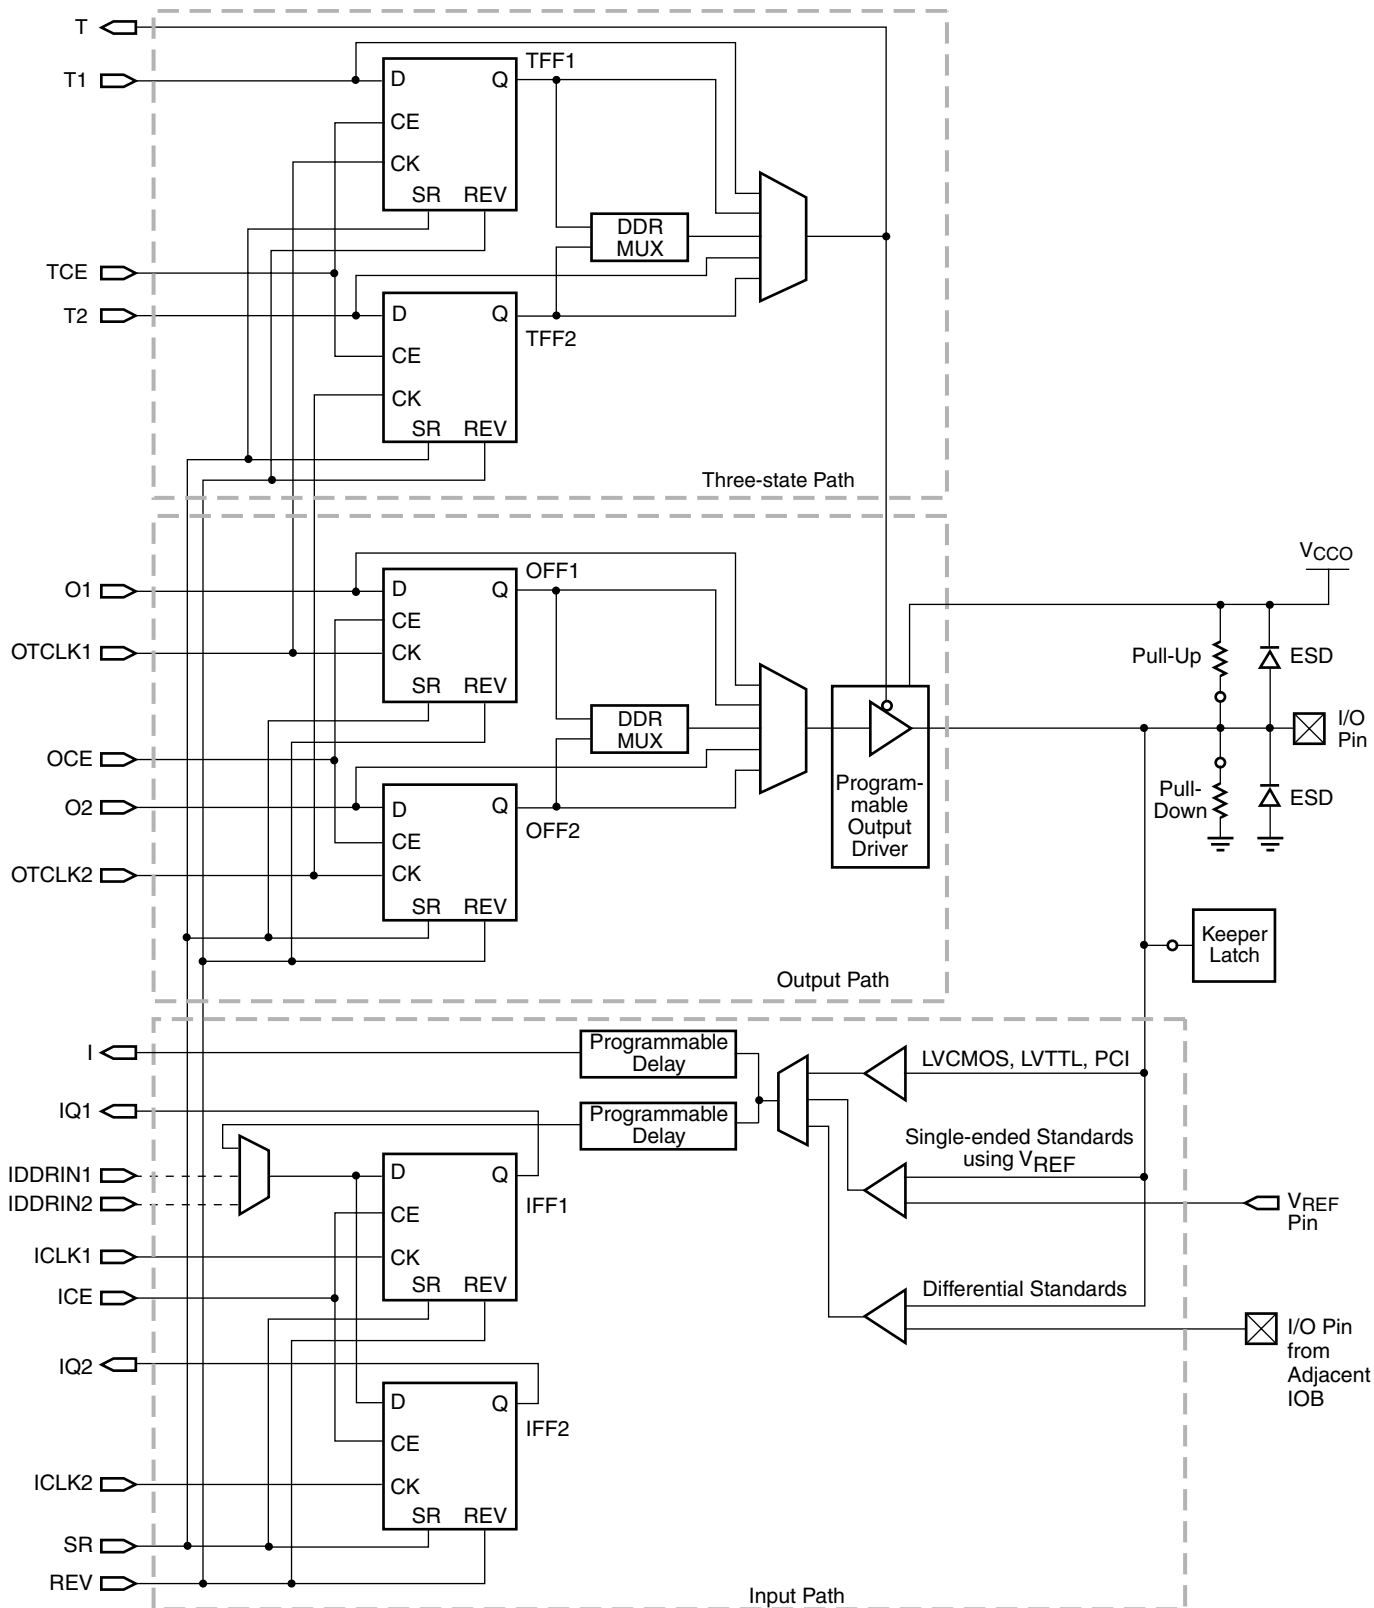 T
T1
D
Q
TFF1
CE
CK
SR REV
DDR
MUX
TCE
T2
D
Q
TFF2
CE
CK
SR REV
Three-state Path
O1
D
Q
OFF1
CE
OTCLK1
CK
SR REV
DDR
MUX
OCE
O2
D
Q
OFF2
CE
OTCLK2
CK
SR REV
Program-
mable
Output
Driver
Output Path
VCCO
Pull-Up
ESD
I/O
Pin
Pull-
Down
ESD
Keeper
Latch
I
Programmable
Delay
LVCMOS, LVTTL, PCI
IQ1
Programmable
Delay
Single-ended Standards
using VREF
IDDRIN1
IDDRIN2
D
Q
IFF1
CE
VREF
Pin
ICLK1
CK
SR REV
ICE
Differential Standards
I/O Pin
from
Adjacent
IOB
IQ2
D
Q
IFF2
CE
ICLK2
CK
SR REV
SR
REV
Input Path